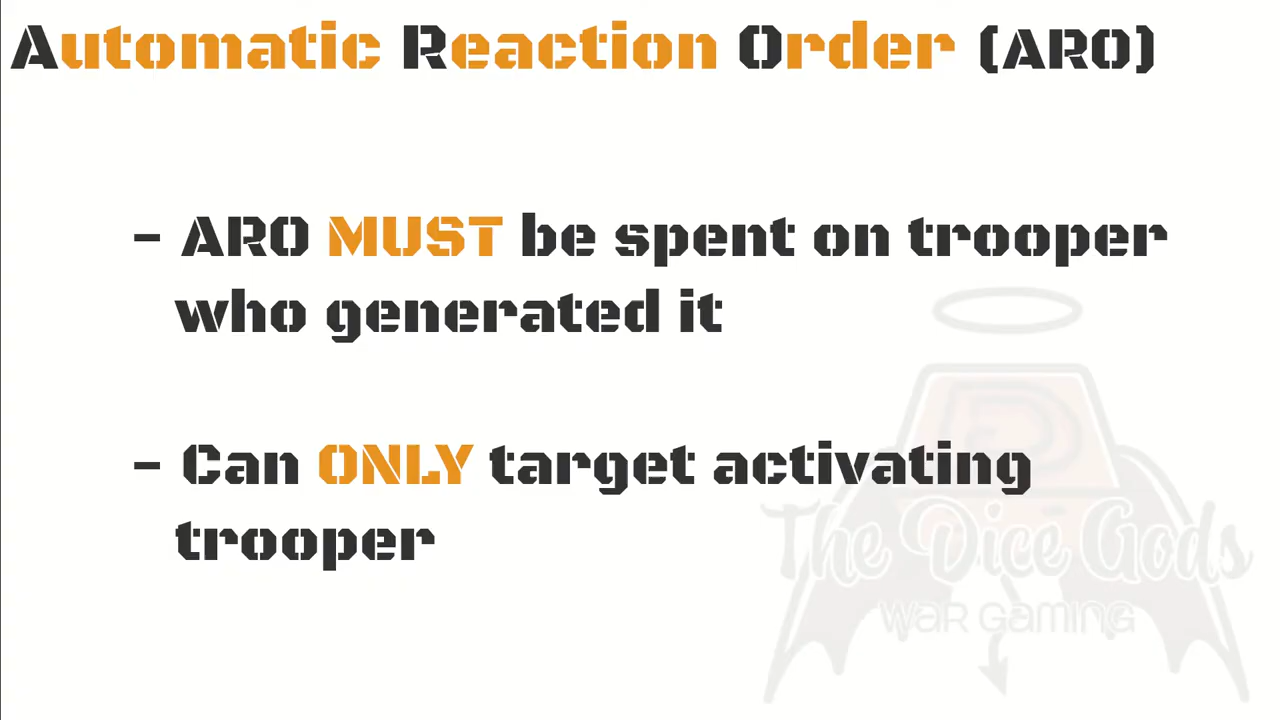 Automatic Reaction Order (ARO)
- ARO MUST be spent on trooper
who generated it
- Can ONLY target activating
trooper
The Dice Gods
WAR GAMING